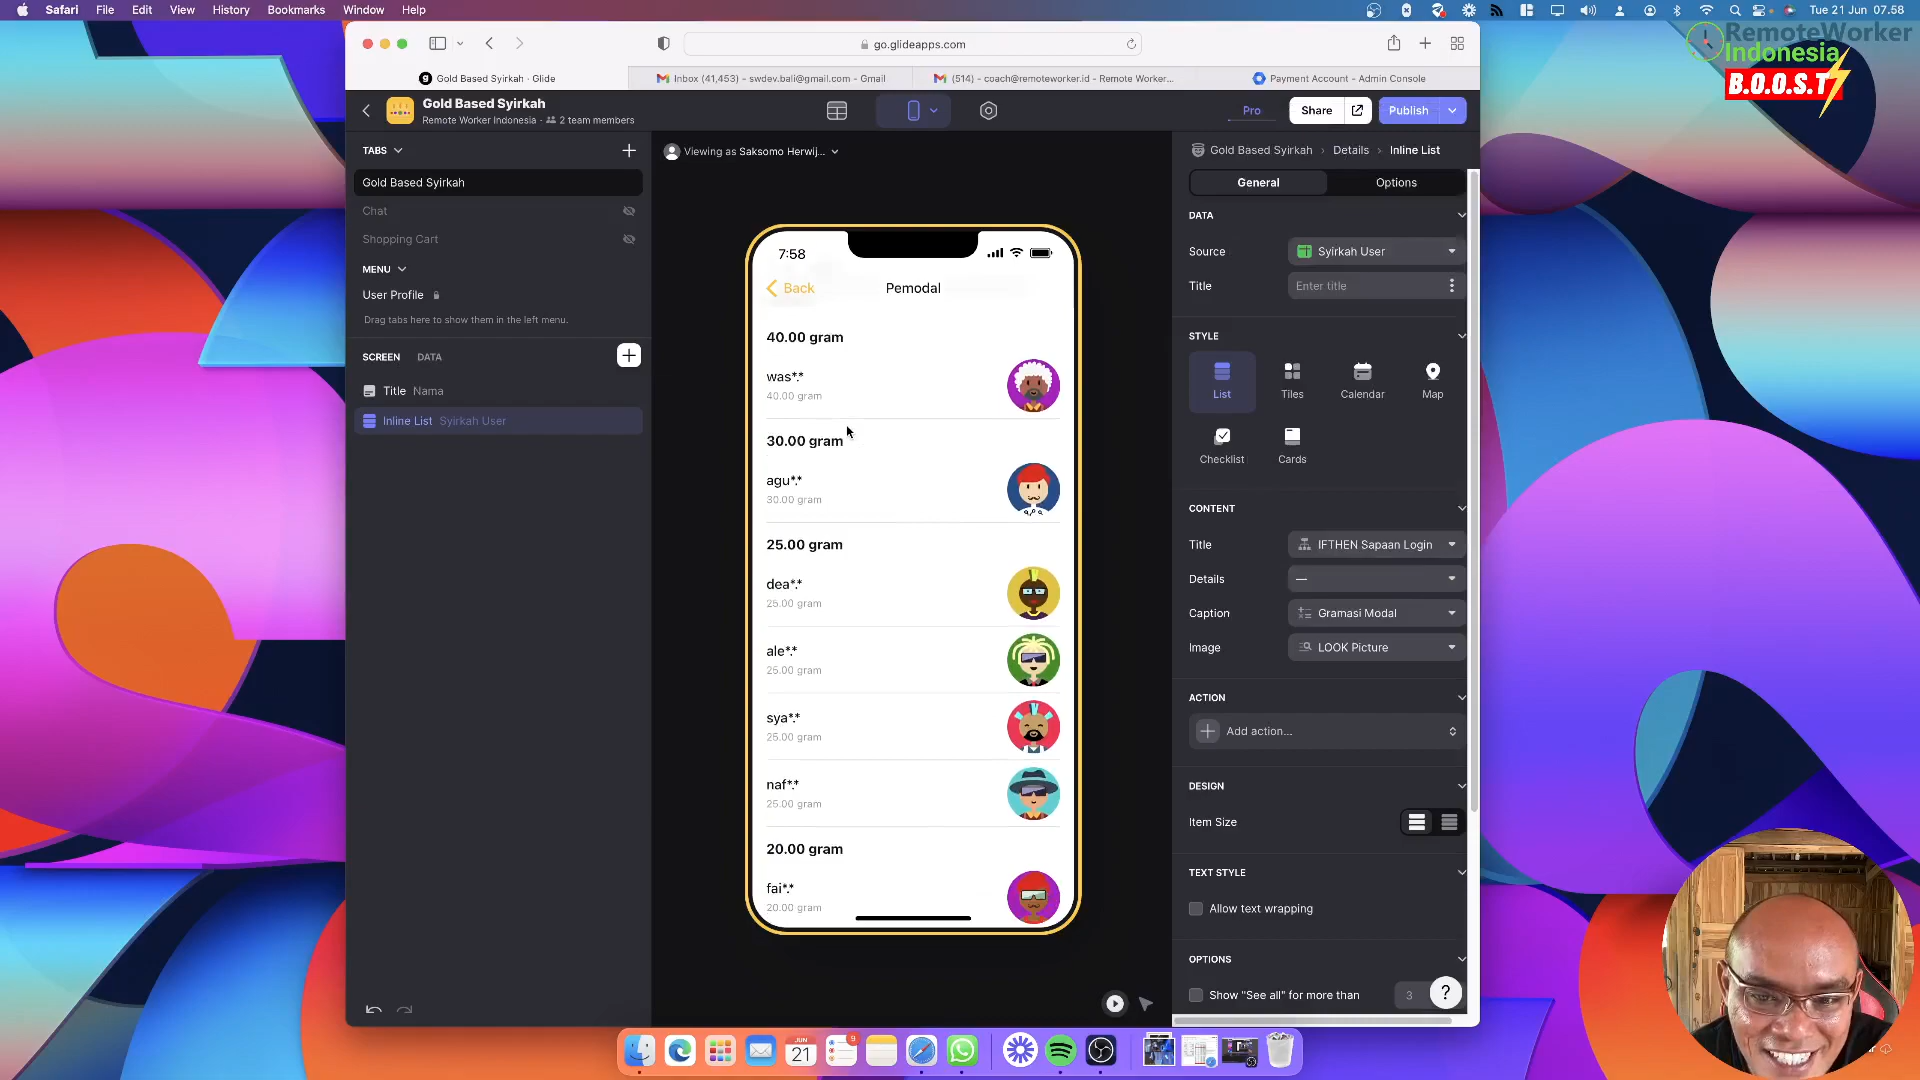 Safari File Edit View History Bookmarks Window Help
Tue 21 Jun 07.58
RemoteWorker
Indonesia
B.O.O.S.T
go.glideapps.com
Gold Based Syirkah - Glide
Inbox (41,453) - swdev.bali@gmail.com - Gmail
(514) - coach@remoteworker.id - Remote Worker...
Payment Account - Admin Console
Gold Based Syirkah
Remote Worker Indonesia - 2 team members
Pro
Share
Publish
TABS
Gold Based Syirkah
Chat
Shopping Cart
MENU
User Profile
Drag tabs here to show them in the left menu.
SCREEN DATA
Title Nama
Inline List Syirkah User
Viewing as Saksomo Herwij...
7:58
Back
Pemodal
40.00 gram
was*.*
40.00 gram
30.00 gram
agu*.*
30.00 gram
25.00 gram
dea*.*
25.00 gram
ale*.*
25.00 gram
sya*.*
25.00 gram
naf*.*
25.00 gram
20.00 gram
fai*.*
20.00 gram
Gold Based Syirkah › Details › Inline List
General
Options
DATA
Source Syirkah User
Title Enter title
STYLE
List Tiles Calendar Map
Checklist Cards
CONTENT
Title IFTHEN Sapaan Login
Details —
Caption Gramasi Modal
Image LOOK Picture
ACTION
Add action...
DESIGN
Item Size
TEXT STYLE
Allow text wrapping
OPTIONS
Show "See all" for more than 3
?
JUN
21
9